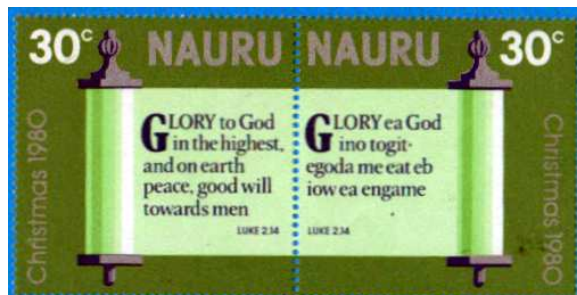 30c NAURU
Christmas 1980
GLORY to God
in the highest,
and on earth
peace, good will
towards men
LUKE 2.14
NAURU 30c
GLORY ea God
ino togit-
egoda me eat eb
iow ea engame
LUKE 2.14
Christmas 1980